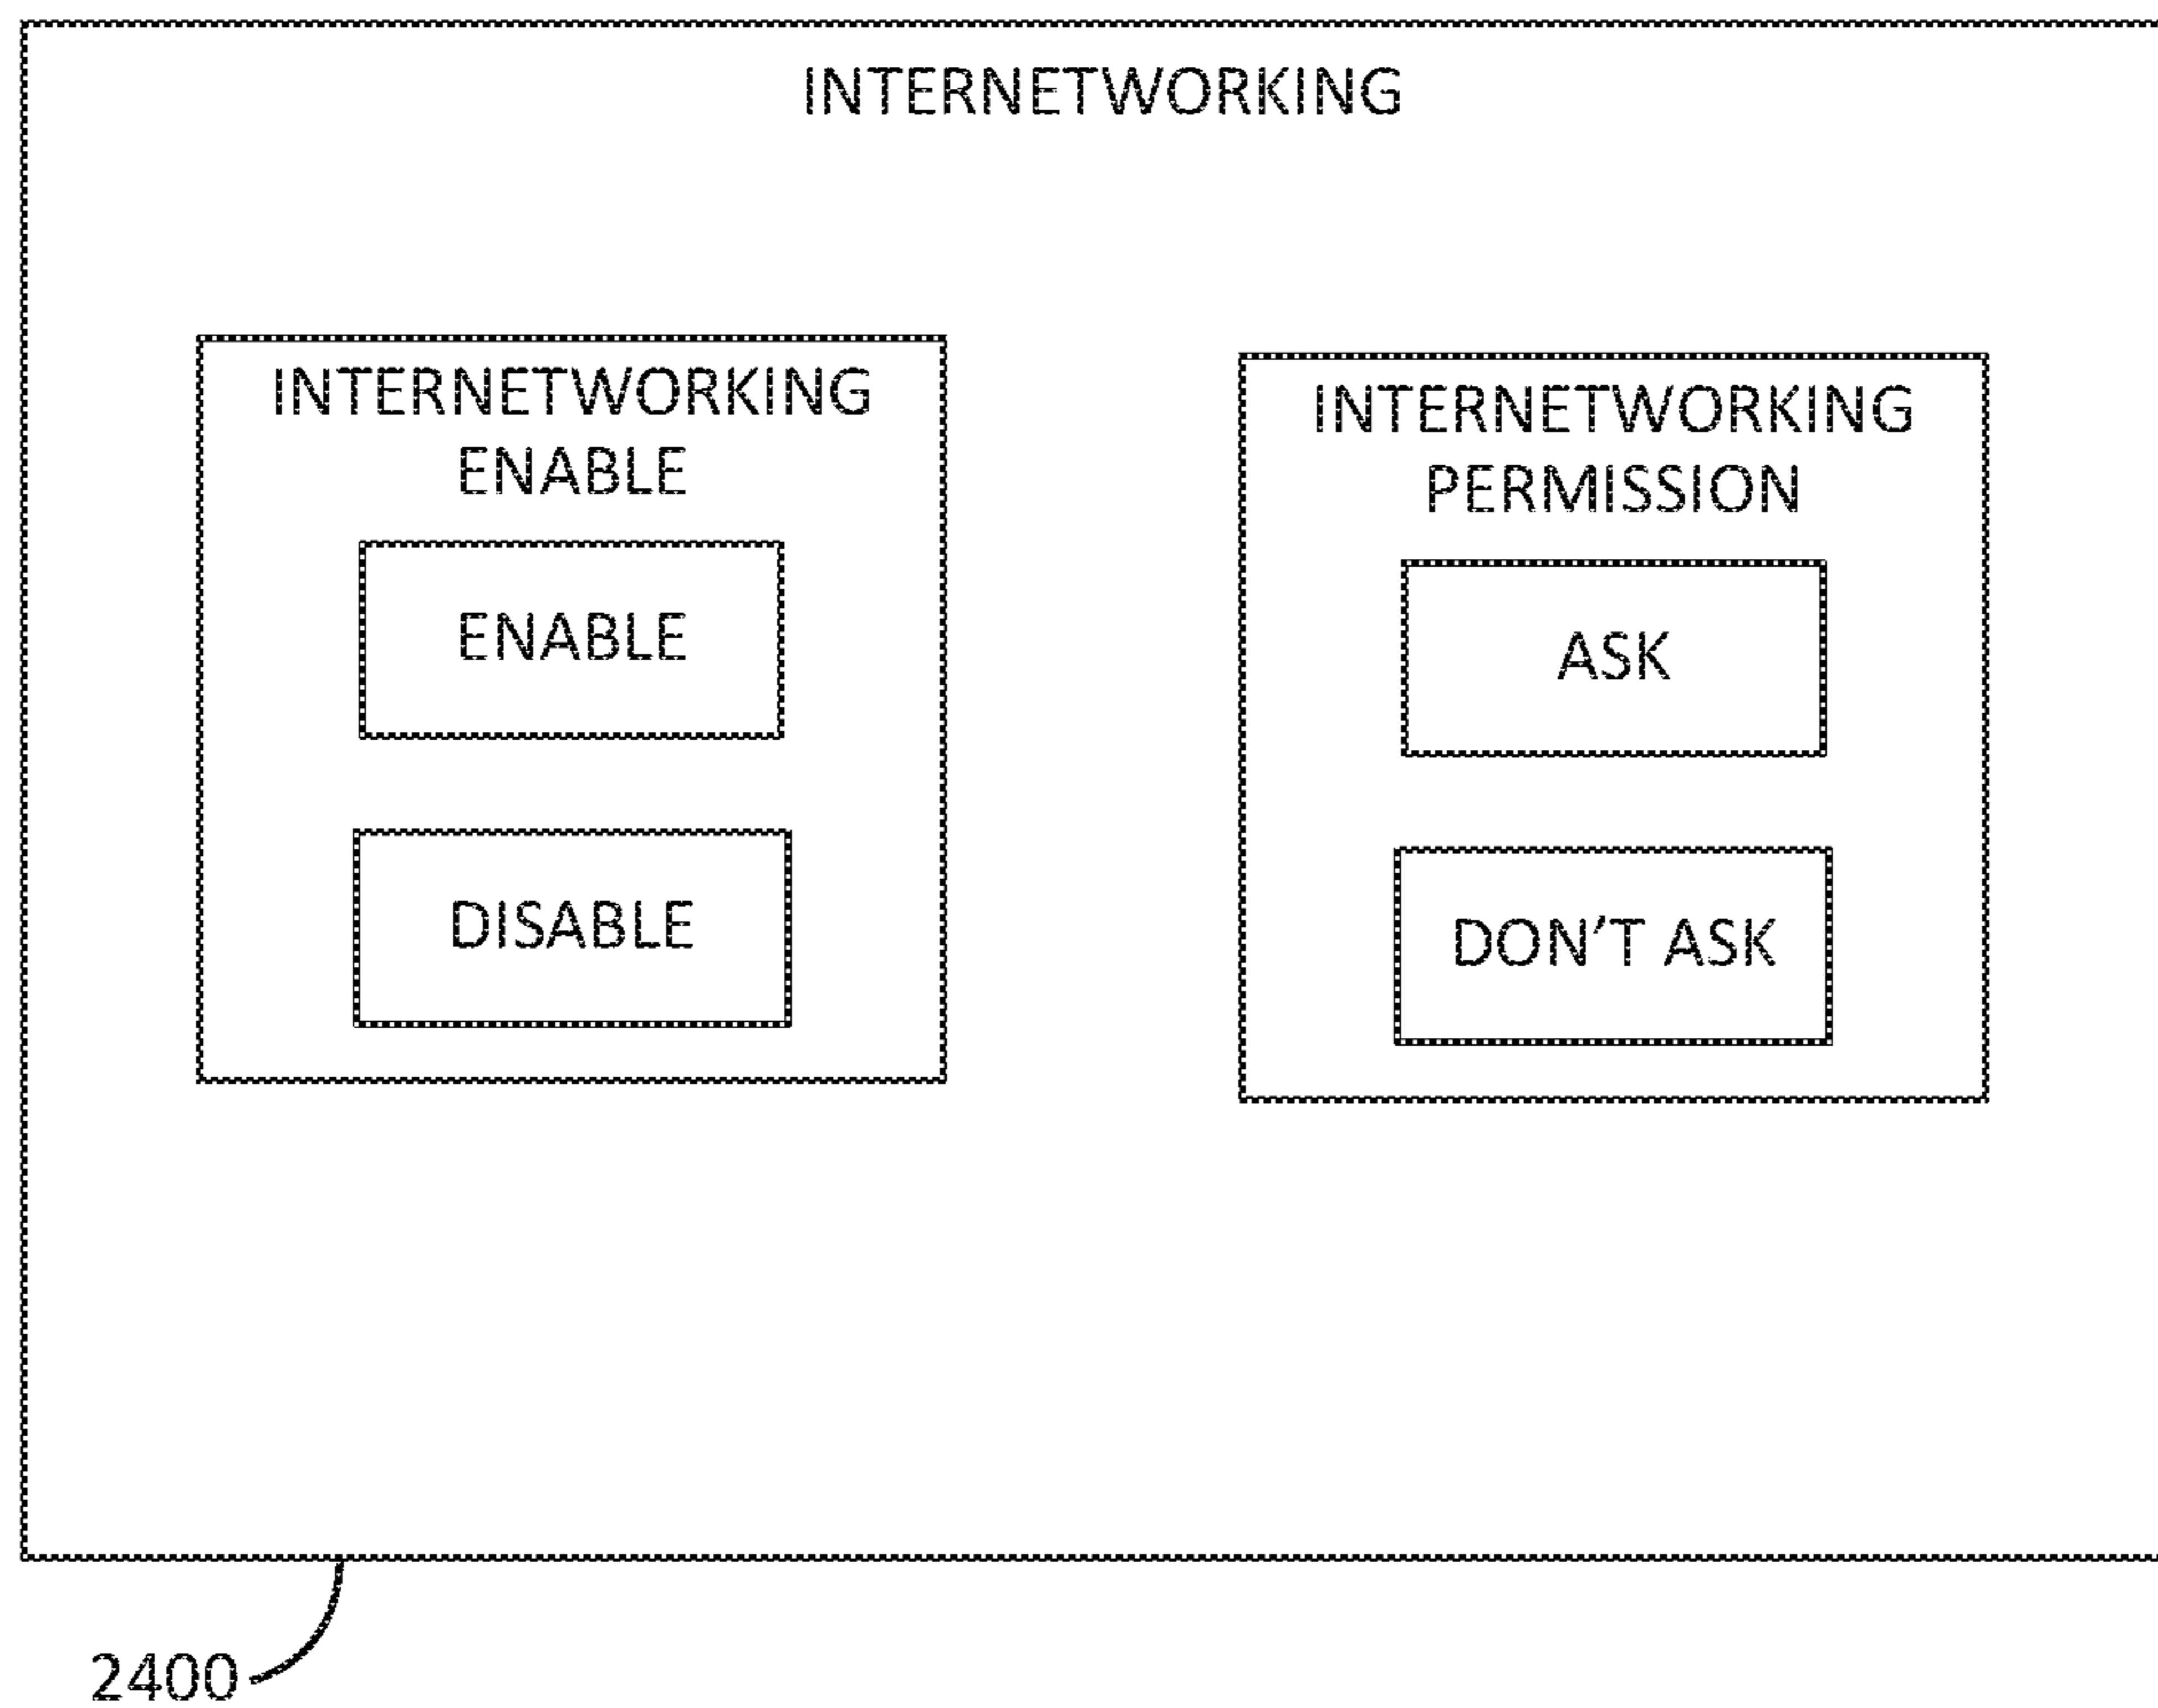 INTERNETWORKING
INTERNETWORKING
ENABLE
ENABLE
DISABLE
INTERNETWORKING
PERMISSION
ASK
DON'T ASK
2400